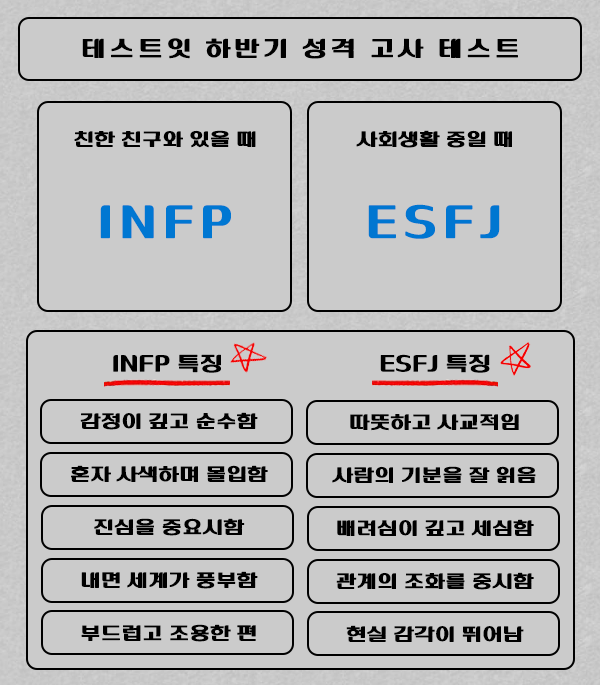 테스트잇 하반기 성격 고사 테스트
친한 친구와 있을 때
INFP
사회생활 중일 때
ESFJ
INFP 특징
감정이 깊고 순수함
혼자 사색하며 몰입함
진심을 중요시함
내면 세계가 풍부함
부드럽고 조용한 편
ESFJ 특징
따뜻하고 사교적임
사람의 기분을 잘 읽음
배려심이 깊고 세심함
관계의 조화를 중시함
현실 감각이 뛰어남